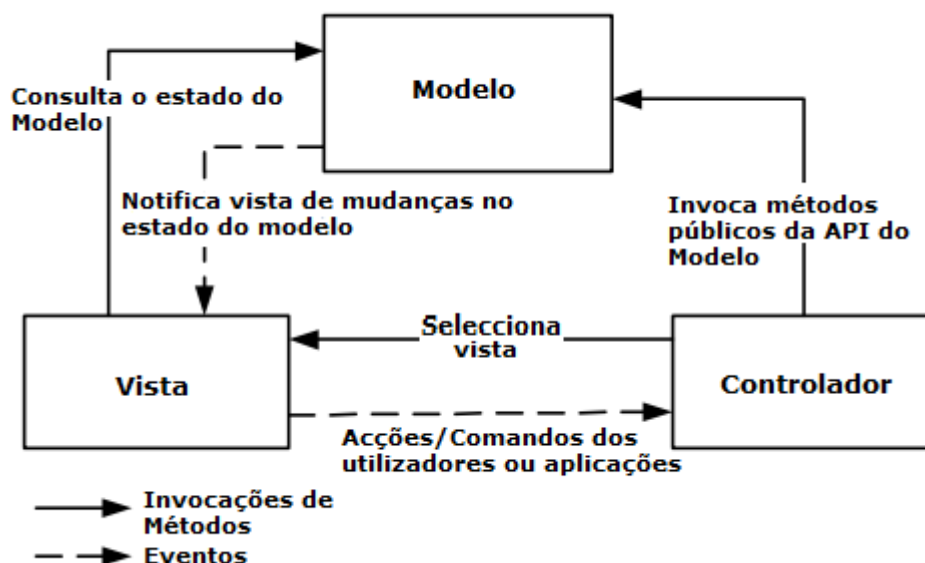 Modelo
Consulta o estado do
Modelo
Notifica vista de mudanças no
estado do modelo
Invoca métodos
públicos da API do
Modelo
Selecciona
vista
Vista
Controlador
Acções/Comandos dos
utilizadores ou aplicações
Invocações de
Métodos
Eventos